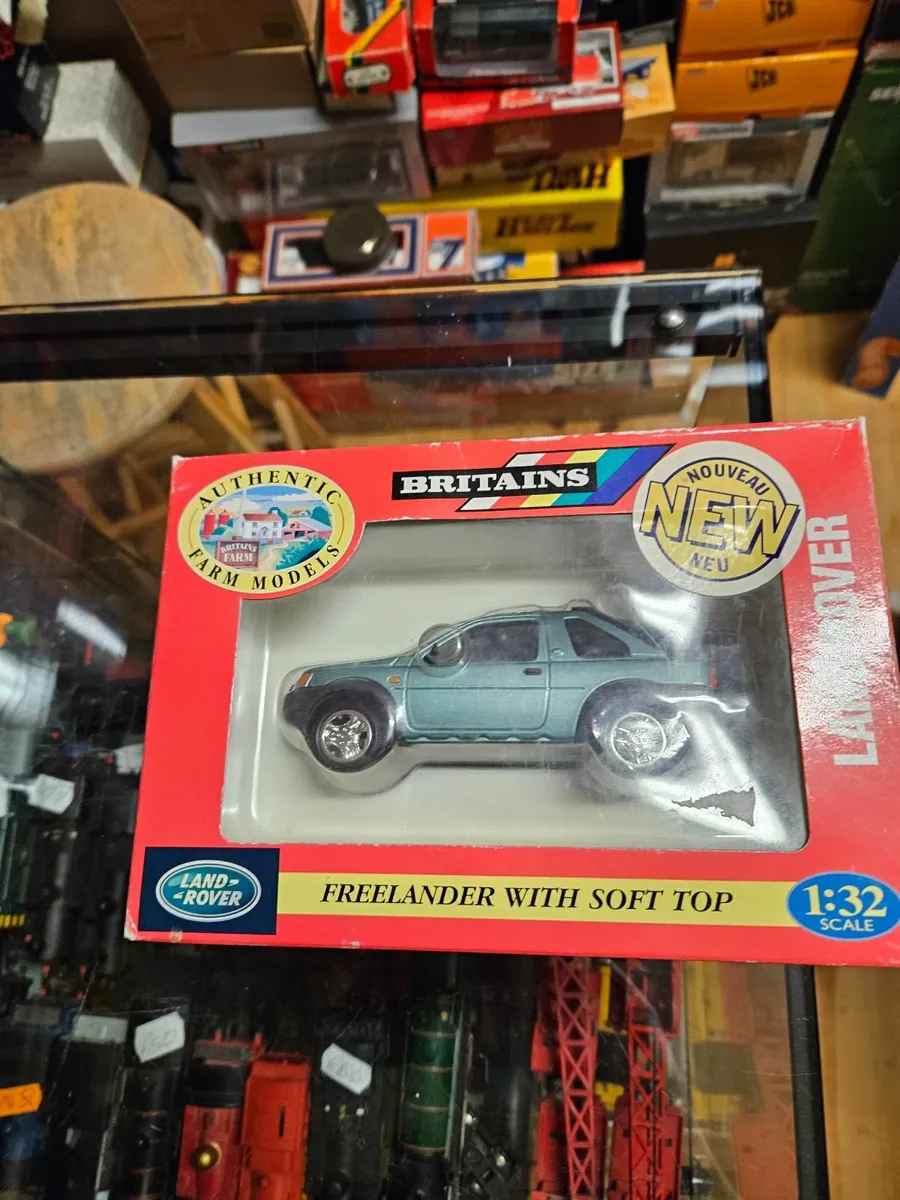 JCB
JCB
7
AUTHENTIC
BRITAINS
FARM
FARM MODELS
BRITAINS
NOUVEAU
NEW
NEU
LAND ROVER
LAND-
-ROVER
FREELANDER WITH SOFT TOP
1:32
SCALE